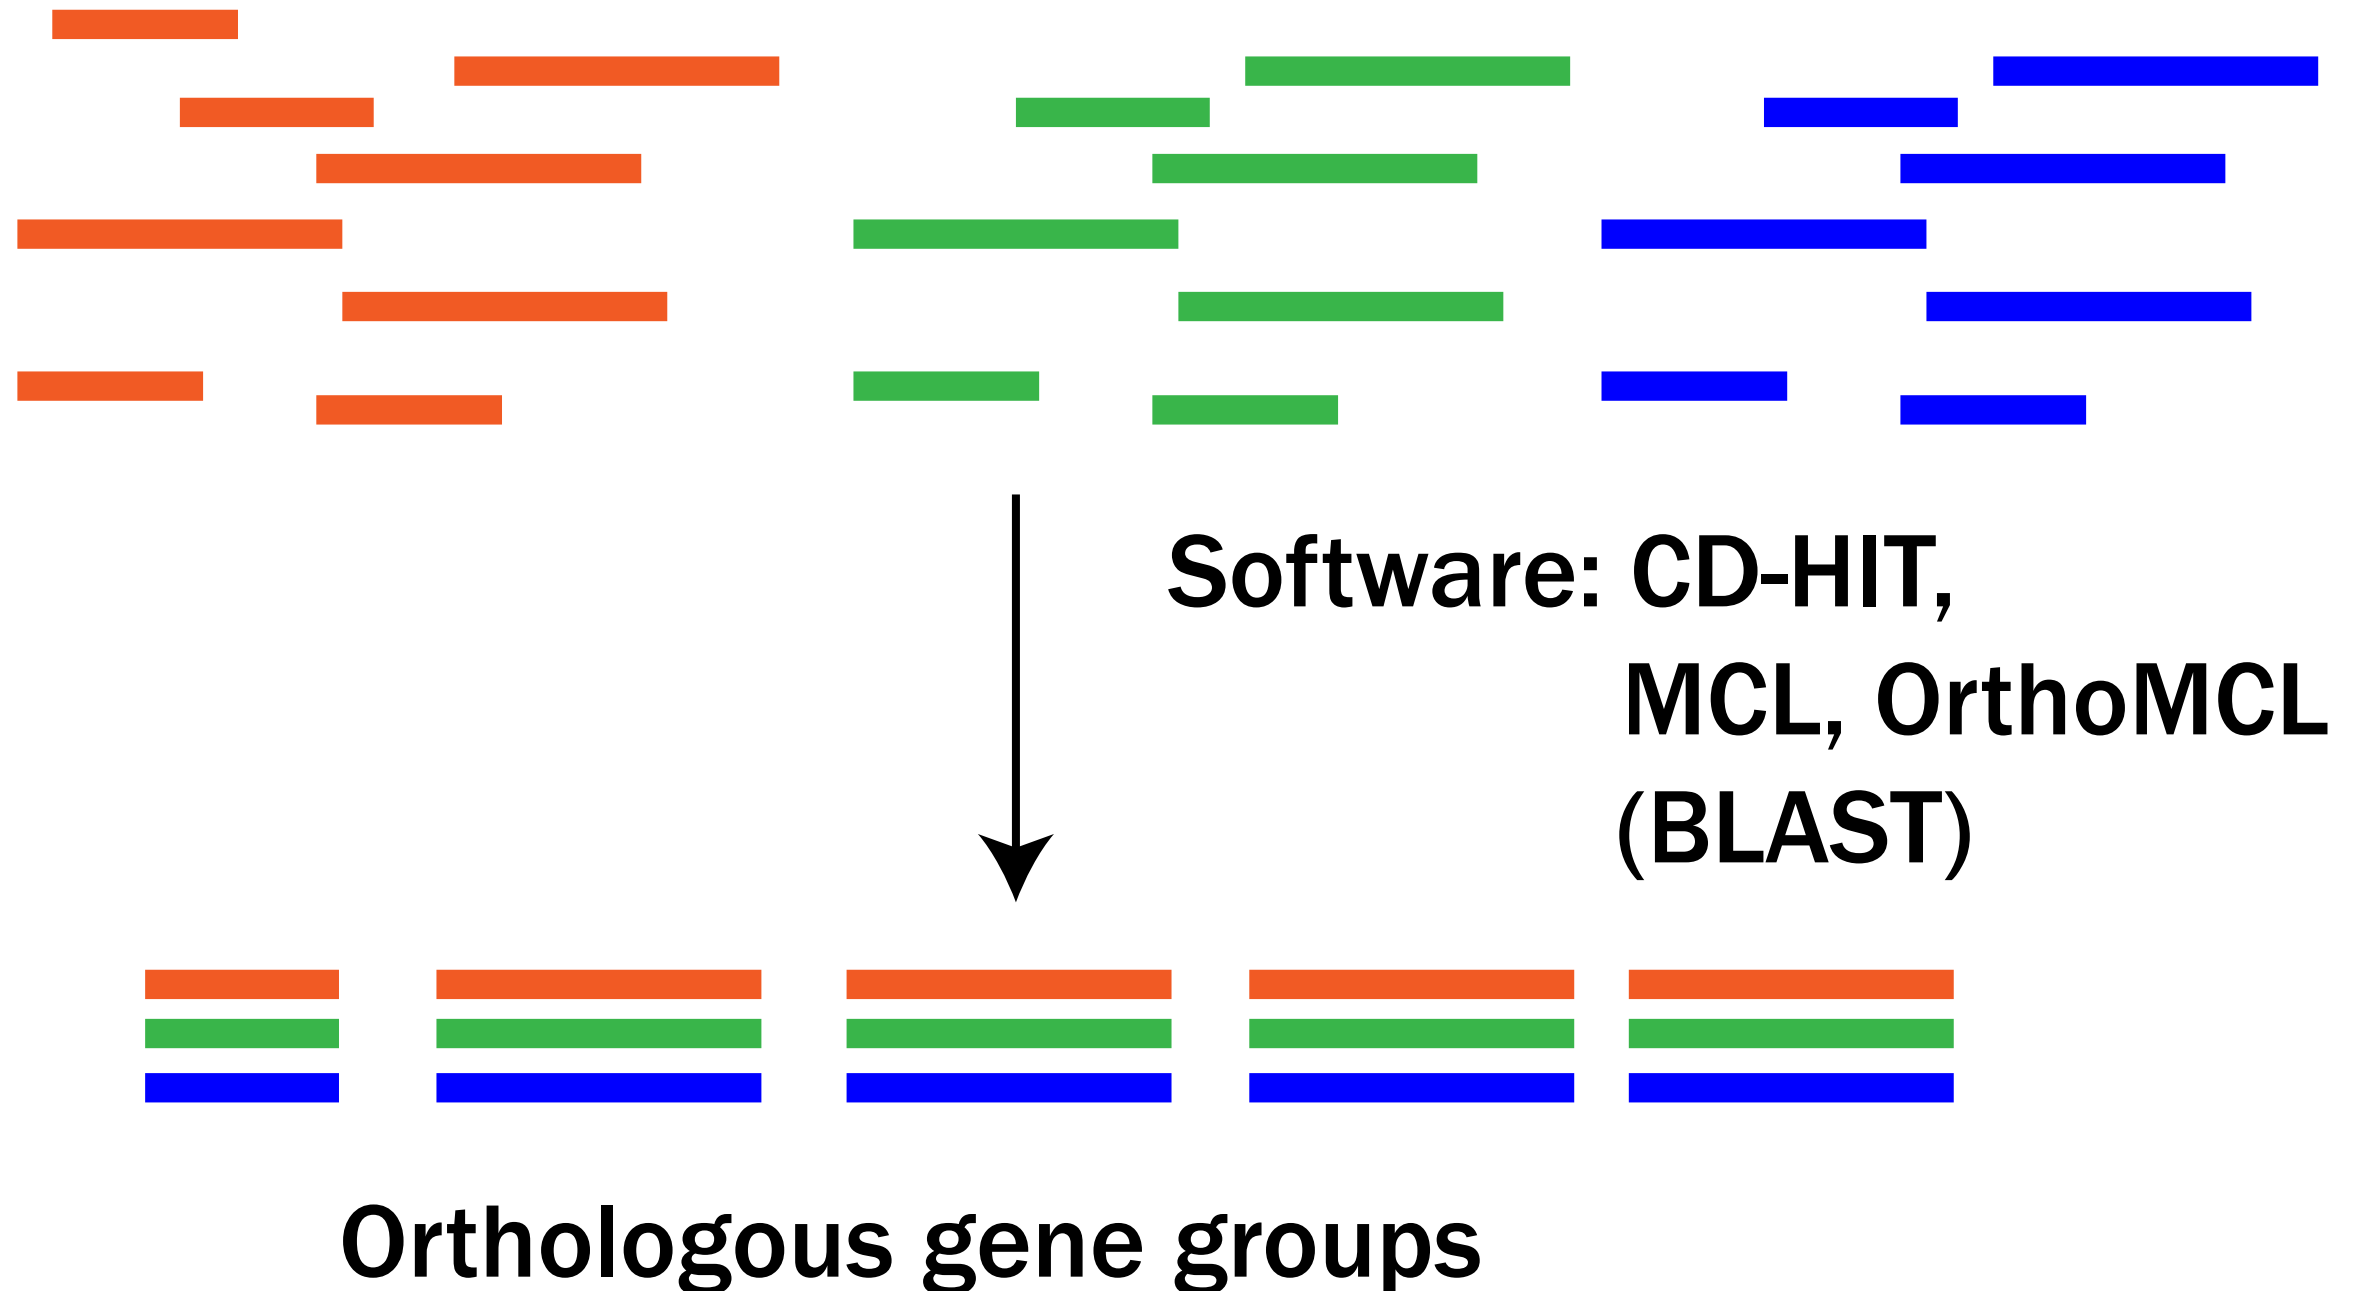 Software: CD-HIT,
MCL, OrthoMCL
(BLAST)
Orthologous gene groups